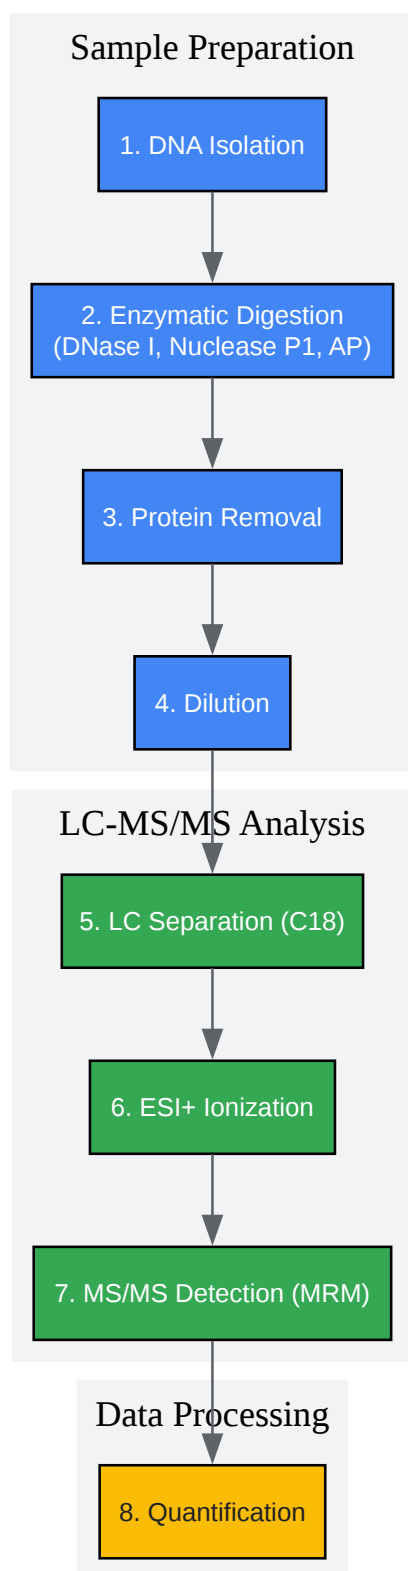 Sample Preparation
1. DNA Isolation
2. Enzymatic Digestion
(DNase I, Nuclease P1, AP)
3. Protein Removal
4. Dilution
LC-MS/MS Analysis
5. LC Separation (C18)
6. ESI+ Ionization
7. MS/MS Detection (MRM)
Data Processing
8. Quantification